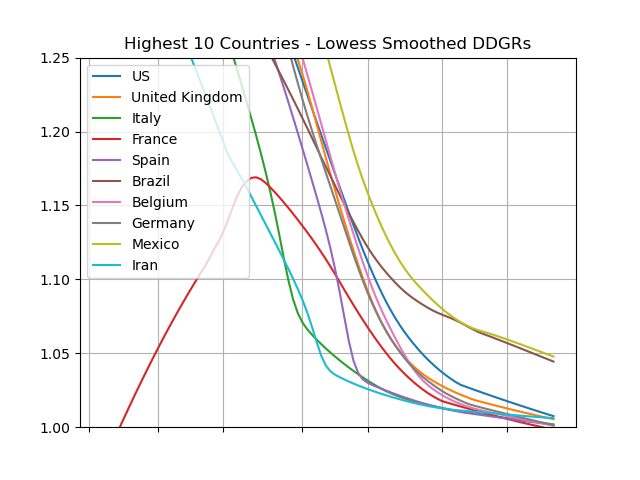 Highest 10 Countries - Lowess Smoothed DDGRs
1.25
1.20
1.15
1.10
1.05
1.00
US
United Kingdom
Italy
France
Spain
Brazil
Belgium
Germany
Mexico
Iran